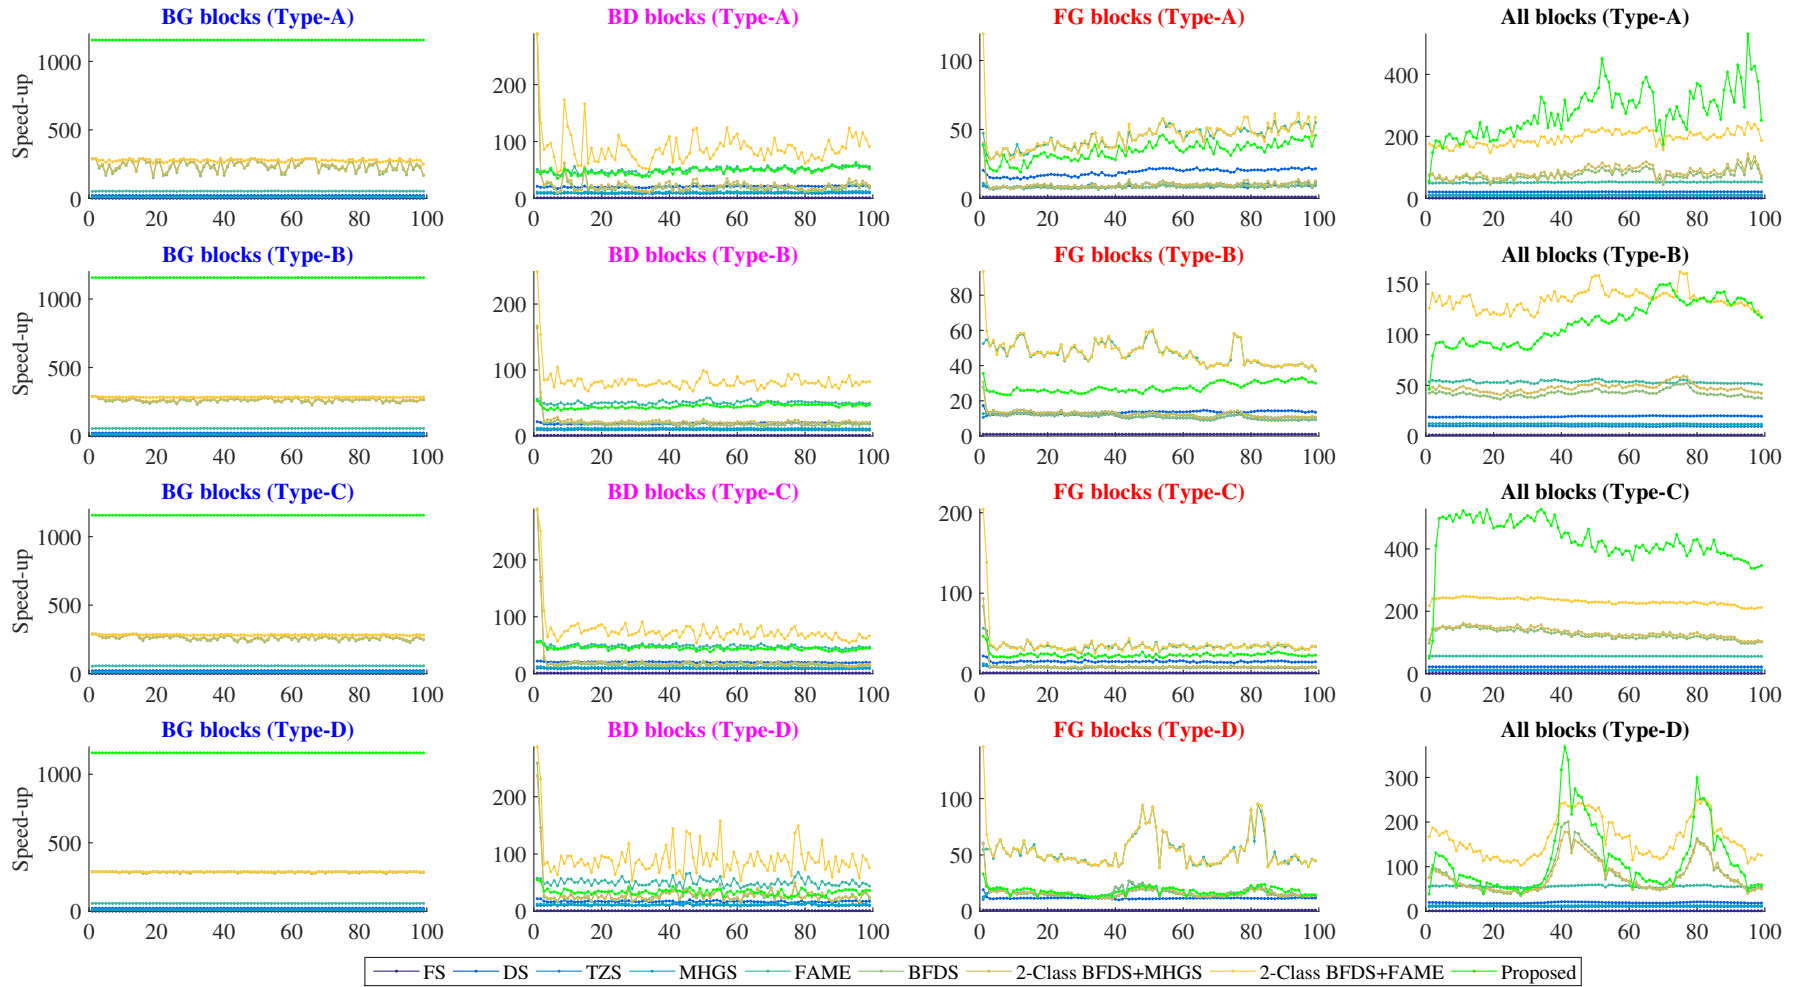 BG blocks (Type-A) BD blocks (Type-A) FG blocks (Type-A) All blocks (Type-A)
Speed-up
1000
500
0
0 20 40 60 80 100
200
100
0
0 20 40 60 80 100
100
50
0
0 20 40 60 80 100
400
200
0
0 20 40 60 80 100
BG blocks (Type-B) BD blocks (Type-B) FG blocks (Type-B) All blocks (Type-B)
Speed-up
1000
500
0
0 20 40 60 80 100
200
100
0
0 20 40 60 80 100
80
60
40
20
0
0 20 40 60 80 100
150
100
50
0
0 20 40 60 80 100
BG blocks (Type-C) BD blocks (Type-C) FG blocks (Type-C) All blocks (Type-C)
Speed-up
1000
500
0
0 20 40 60 80 100
200
100
0
0 20 40 60 80 100
200
100
0
0 20 40 60 80 100
400
200
0
0 20 40 60 80 100
BG blocks (Type-D) BD blocks (Type-D) FG blocks (Type-D) All blocks (Type-D)
Speed-up
1000
500
0
0 20 40 60 80 100
200
100
0
0 20 40 60 80 100
100
50
0
0 20 40 60 80 100
300
200
100
0
0 20 40 60 80 100
FS DS TZS MHGS FAME BFDS 2-Class BFDS+MHGS 2-Class BFDS+FAME Proposed